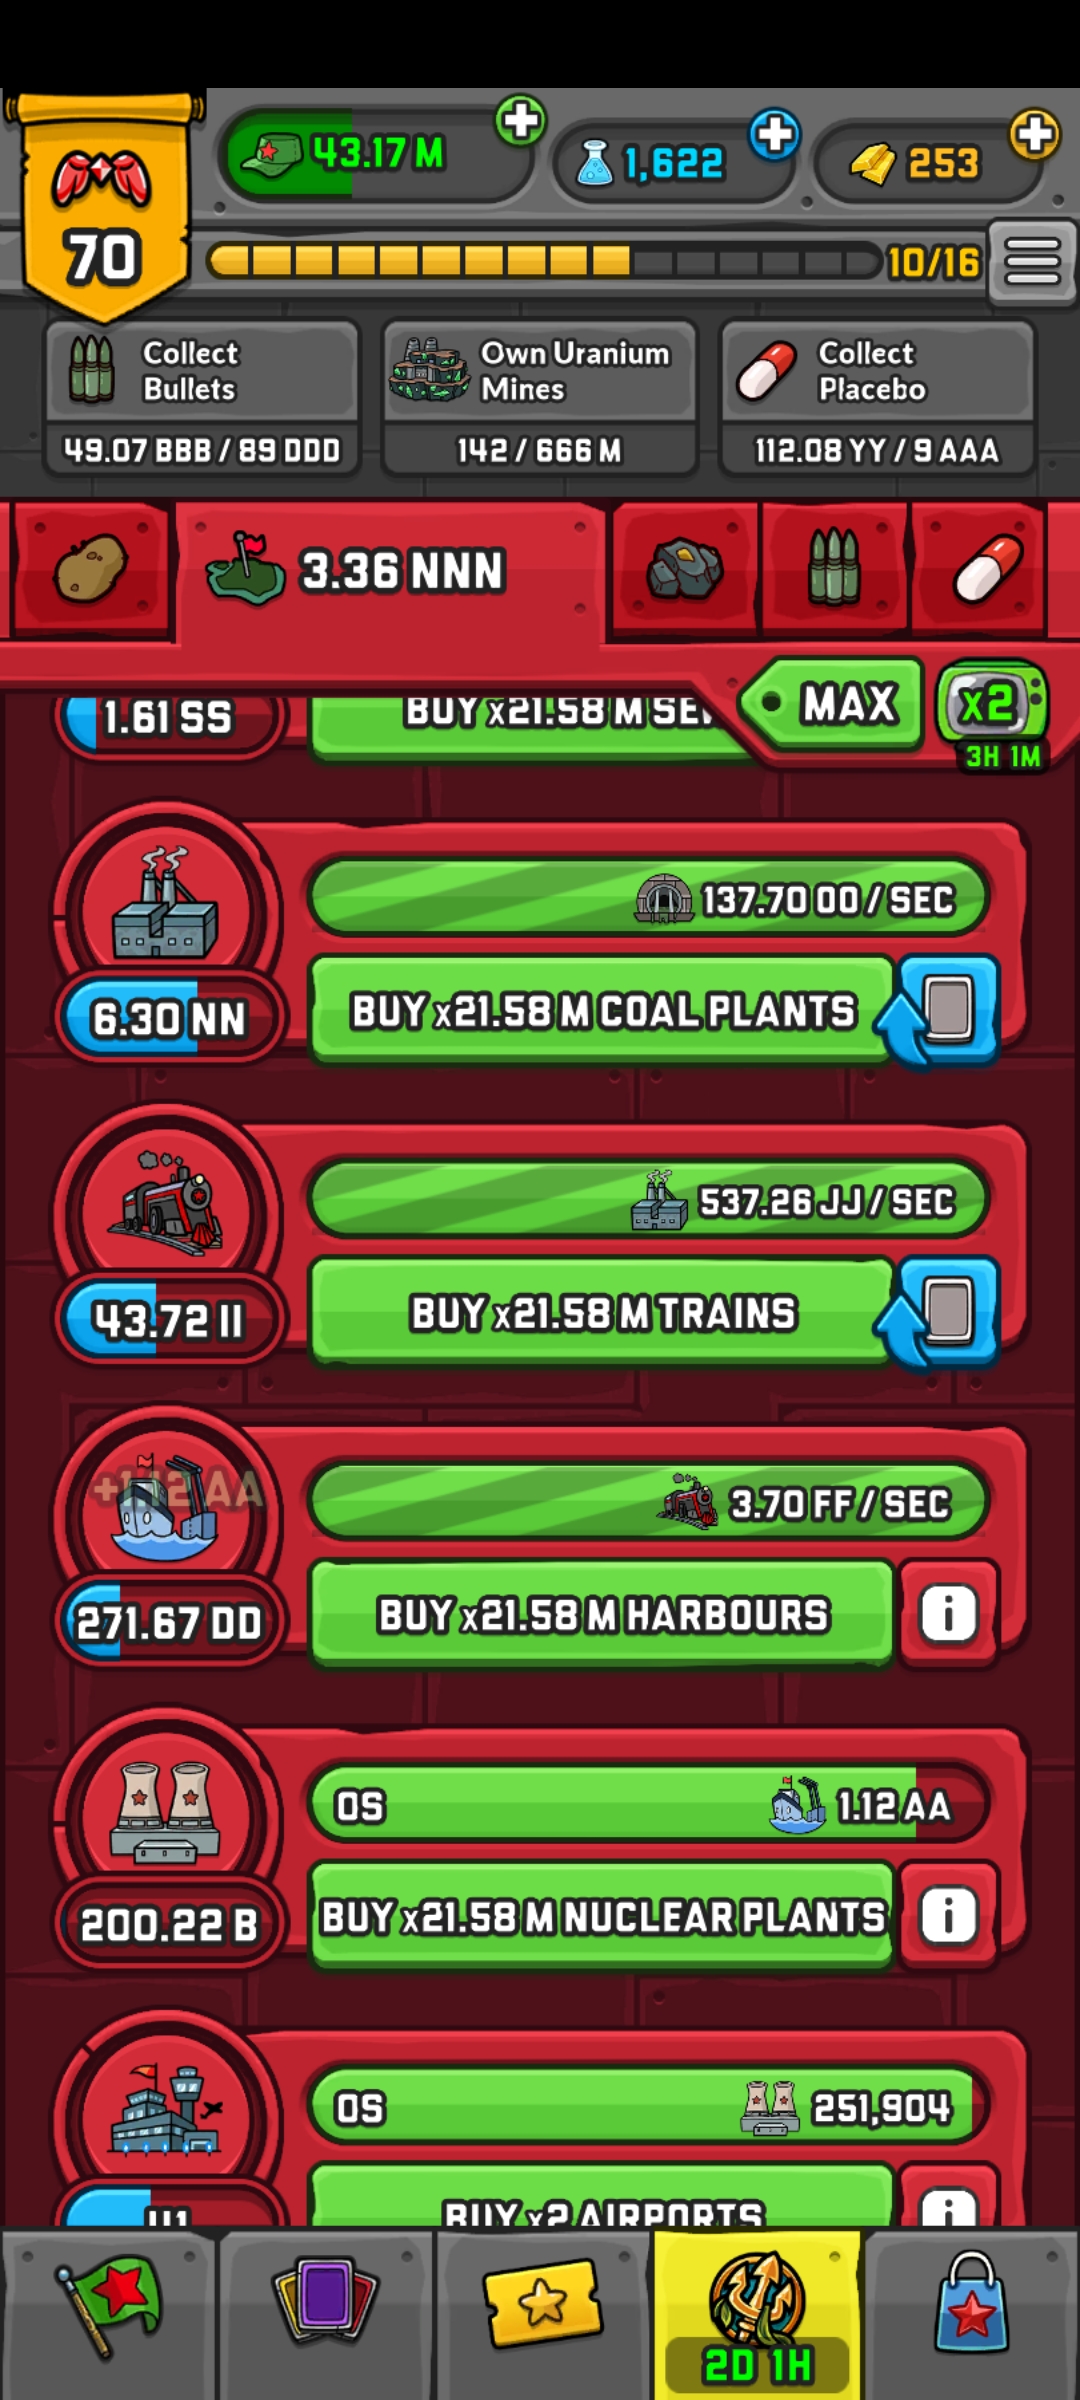 43.17 M
1,622
253
70
10/16
Collect
Bullets
Own Uranium
Mines
Collect
Placebo
49.07 BBB / 89 DDD
142 / 666 M
112.08 YY / 9 AAA
3.36 NNN
MAX
x2
3H 1M
1.61 SS
BUY x21.58 M
137.70 OO / SEC
6.30 NN
BUY x21.58 M COAL PLANTS
537.26 JJ / SEC
43.72 II
BUY x21.58 M TRAINS
+1.12 AA
3.70 FF / SEC
271.67 DD
BUY x21.58 M HARBOURS
0S
1.12 AA
200.22 B
BUY x21.58 M NUCLEAR PLANTS
0S
251,904
BUY x2 AIRPORTS
2D 1H